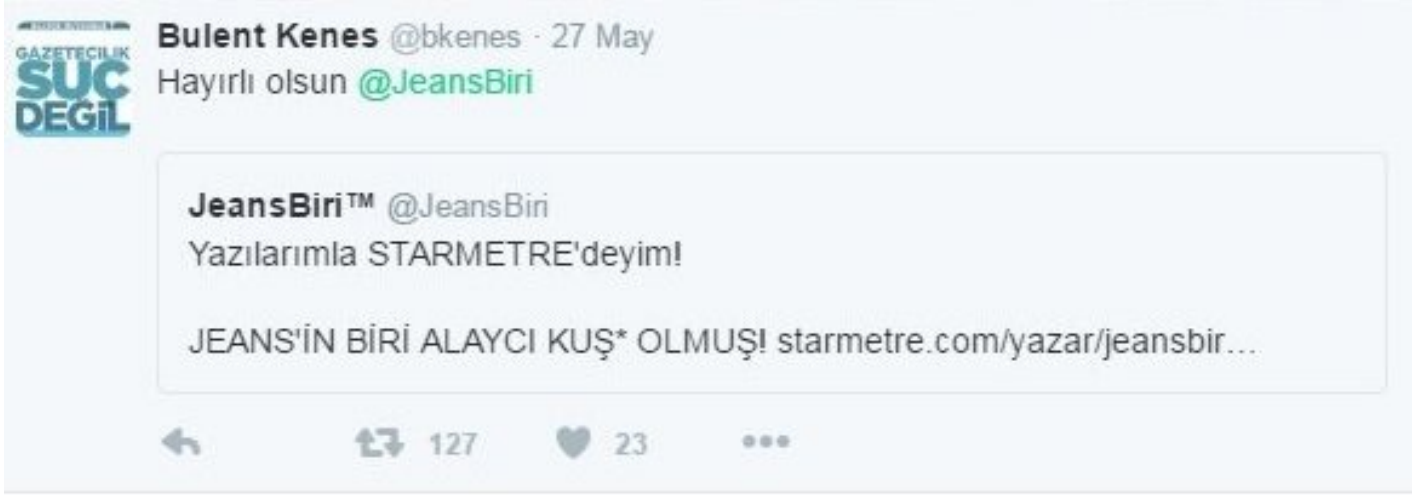 GAZETECİLİK
SUÇ
DEĞİL
Bulent Kenes @bkenes · 27 May
Hayırlı olsun @JeansBiri
JeansBiri™ @JeansBiri
Yazılarımla STARMETRE'deyim!
JEANS'İN BİRİ ALAYCI KUŞ* OLMUŞ! starmetre.com/yazar/jeansbir…
127 23